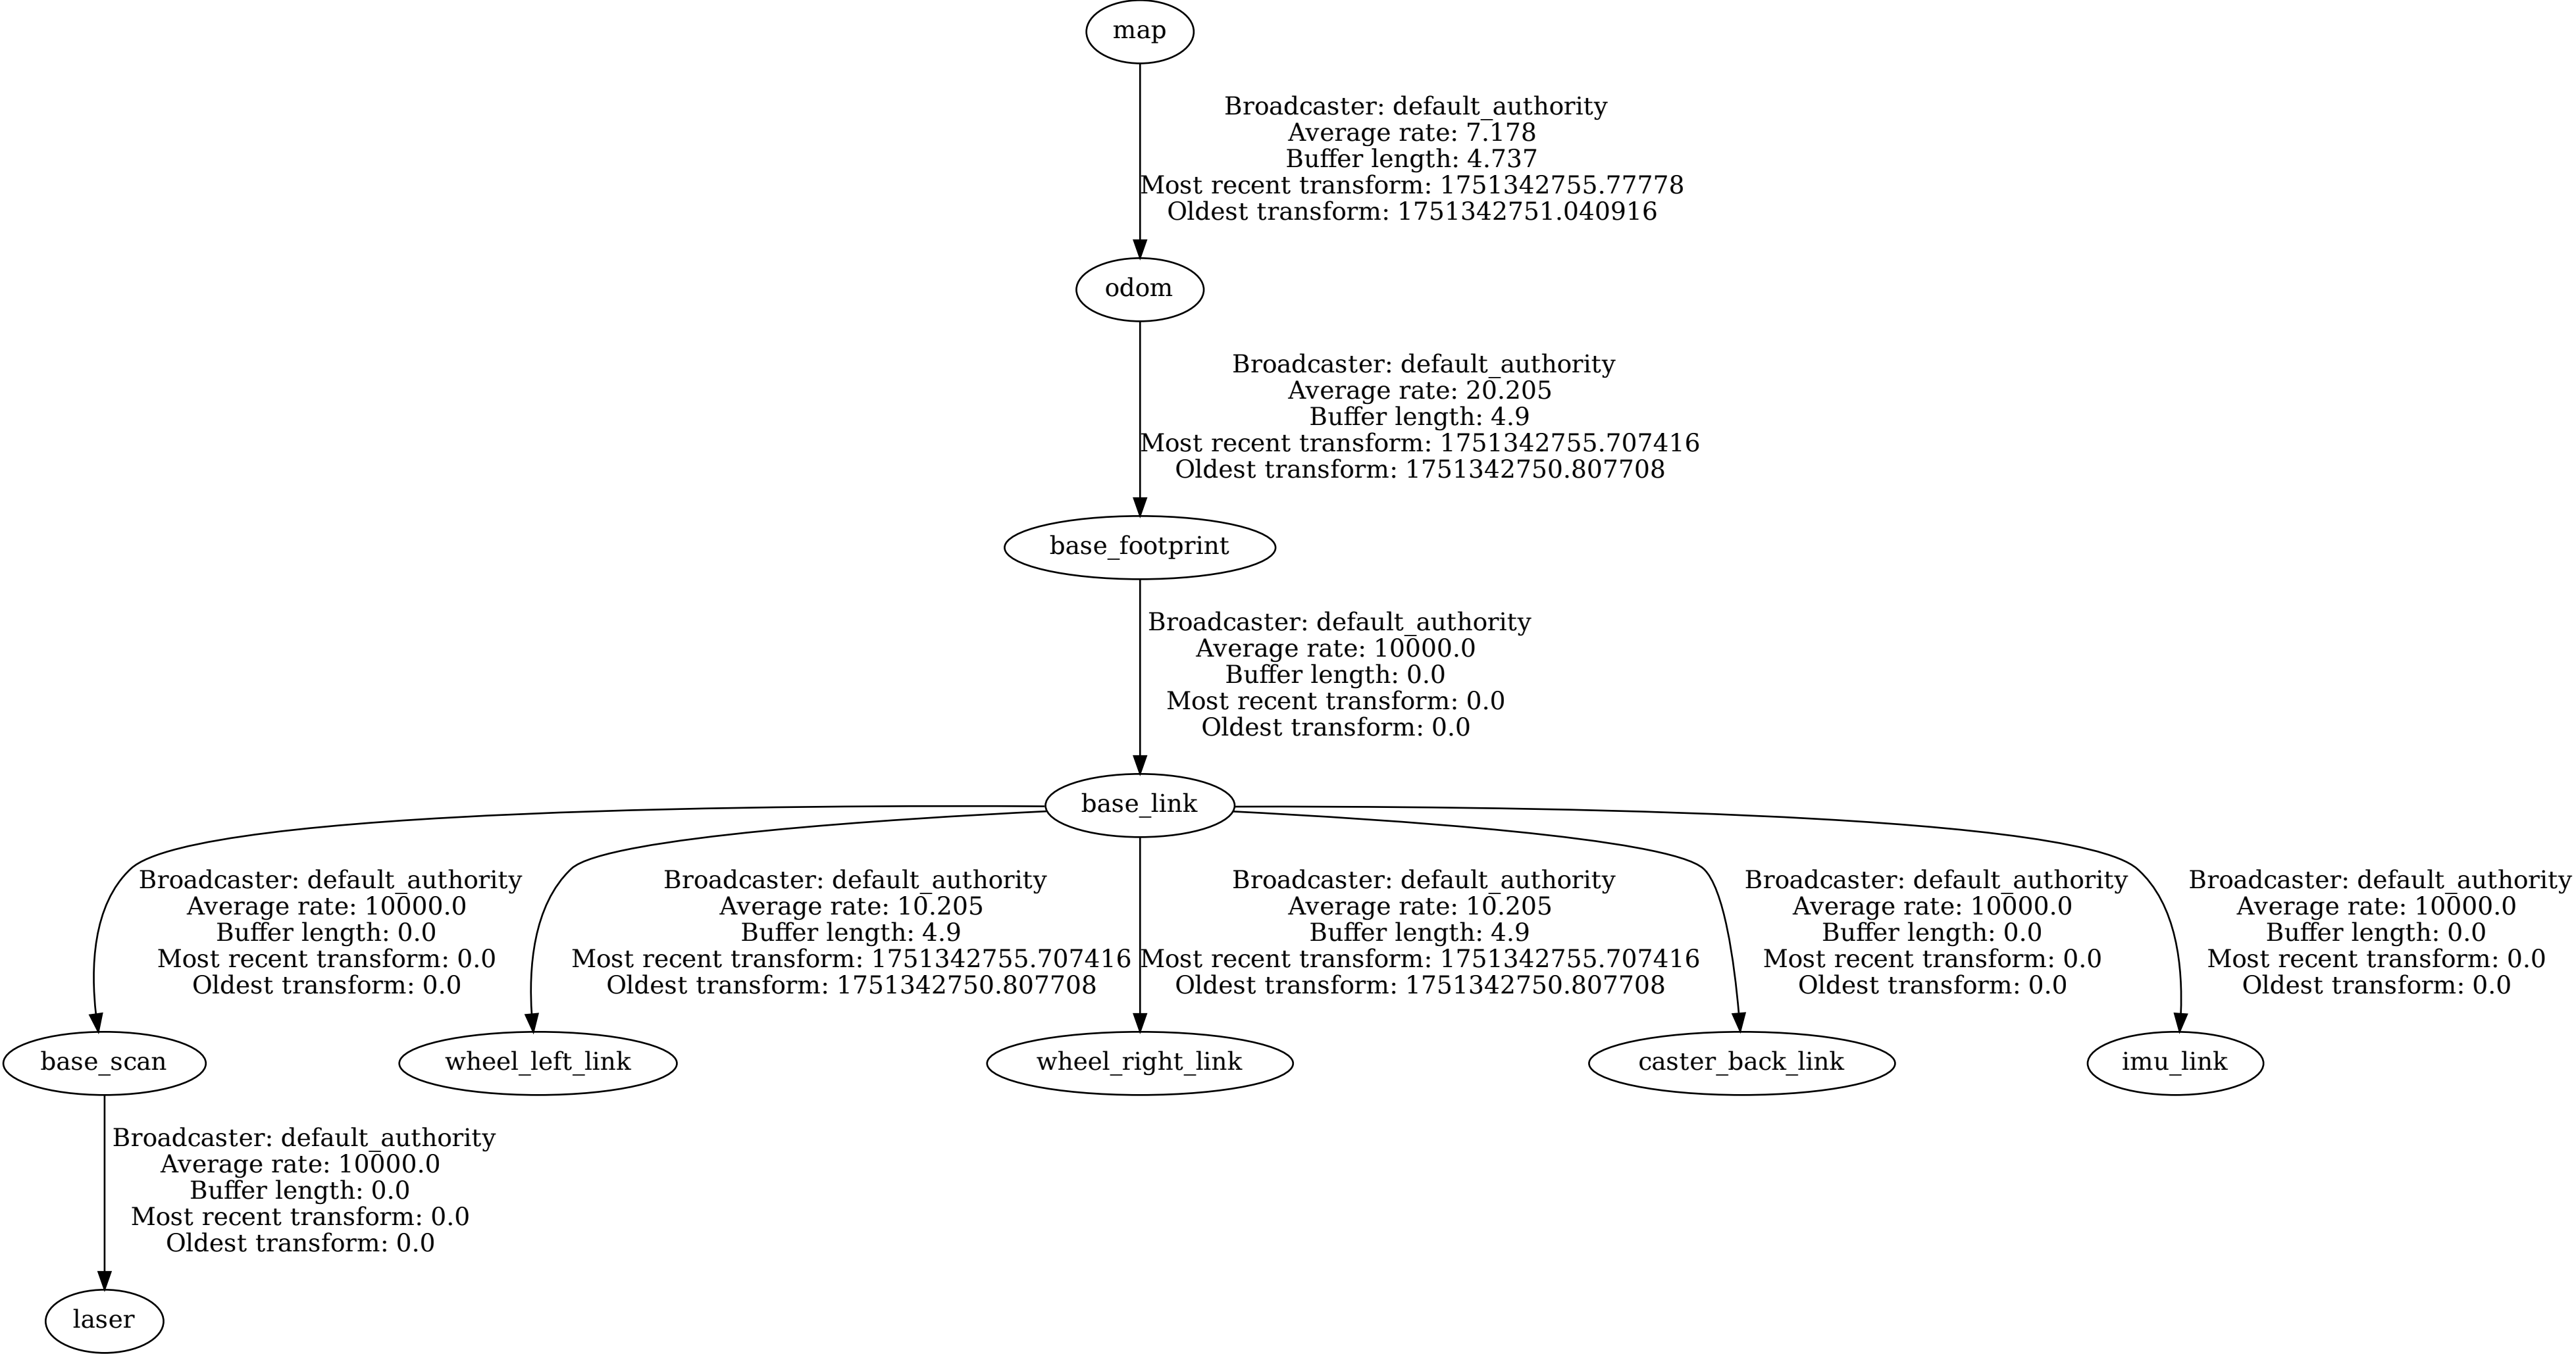 map
Broadcaster: default_authority
Average rate: 7.178
Buffer length: 4.737
Most recent transform: 1751342755.77778
Oldest transform: 1751342751.040916
odom
Broadcaster: default_authority
Average rate: 20.205
Buffer length: 4.9
Most recent transform: 1751342755.707416
Oldest transform: 1751342750.807708
base_footprint
Broadcaster: default_authority
Average rate: 10000.0
Buffer length: 0.0
Most recent transform: 0.0
Oldest transform: 0.0
base_link
Broadcaster: default_authority
Average rate: 10000.0
Buffer length: 0.0
Most recent transform: 0.0
Oldest transform: 0.0
Broadcaster: default_authority
Average rate: 10.205
Buffer length: 4.9
Most recent transform: 1751342755.707416
Oldest transform: 1751342750.807708
Broadcaster: default_authority
Average rate: 10.205
Buffer length: 4.9
Most recent transform: 1751342755.707416
Oldest transform: 1751342750.807708
Broadcaster: default_authority
Average rate: 10000.0
Buffer length: 0.0
Most recent transform: 0.0
Oldest transform: 0.0
Broadcaster: default_authority
Average rate: 10000.0
Buffer length: 0.0
Most recent transform: 0.0
Oldest transform: 0.0
base_scan
wheel_left_link
wheel_right_link
caster_back_link
imu_link
Broadcaster: default_authority
Average rate: 10000.0
Buffer length: 0.0
Most recent transform: 0.0
Oldest transform: 0.0
laser